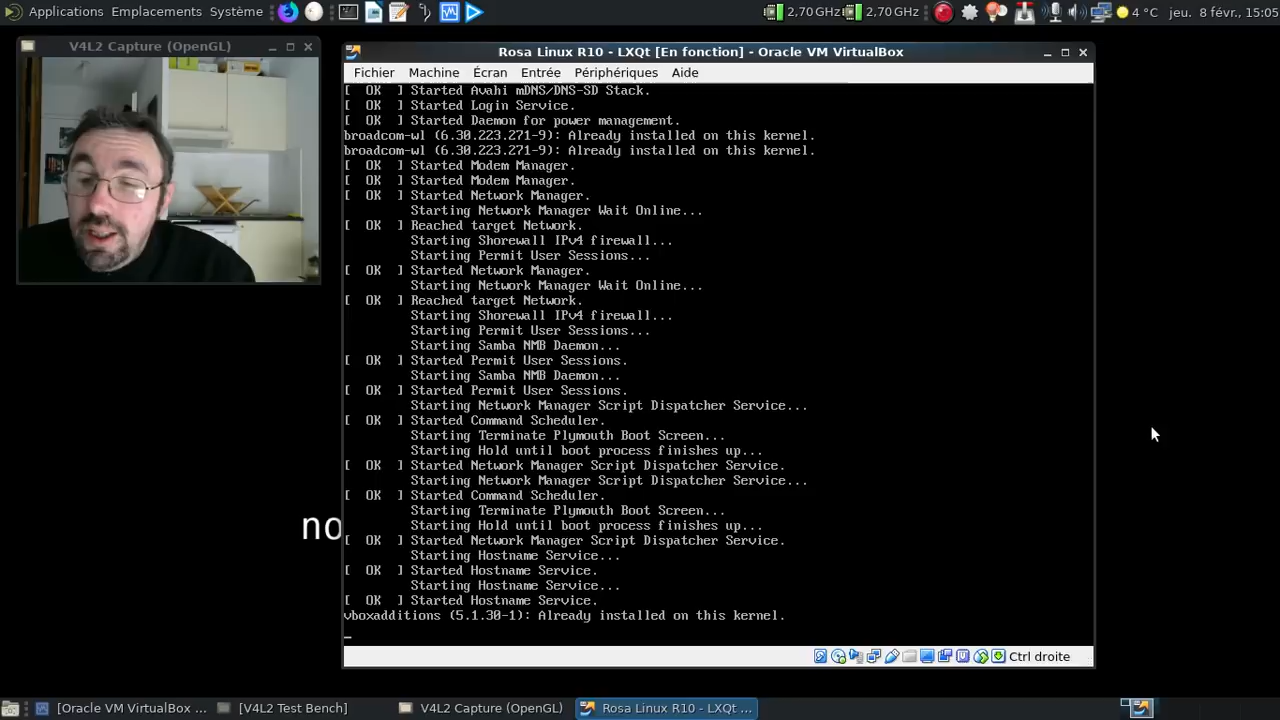 Applications Emplacements Système
2,70 GHz 2,70 GHz 4 °C jeu. 8 févr., 15:05
V4L2 Capture (OpenGL)
Rosa Linux R10 - LXQt [En fonction] - Oracle VM VirtualBox
Fichier Machine Écran Entrée Périphériques Aide
[ OK ] Started Avahi mDNS/DNS-SD Stack.
[ OK ] Started Login Service.
[ OK ] Started Daemon for power management.
broadcom-wl (6.30.223.271-9): Already installed on this kernel.
broadcom-wl (6.30.223.271-9): Already installed on this kernel.
[ OK ] Started Modem Manager.
[ OK ] Started Modem Manager.
[ OK ] Started Network Manager.
Starting Network Manager Wait Online...
[ OK ] Reached target Network.
Starting Shorewall IPv4 firewall...
Starting Permit User Sessions...
[ OK ] Started Network Manager.
Starting Network Manager Wait Online...
[ OK ] Reached target Network.
Starting Shorewall IPv4 firewall...
Starting Permit User Sessions...
Starting Samba NMB Daemon...
[ OK ] Started Permit User Sessions.
Starting Samba NMB Daemon...
[ OK ] Started Permit User Sessions.
Starting Network Manager Script Dispatcher Service...
[ OK ] Started Command Scheduler.
Starting Terminate Plymouth Boot Screen...
Starting Hold until boot process finishes up...
[ OK ] Started Network Manager Script Dispatcher Service.
Starting Network Manager Script Dispatcher Service...
[ OK ] Started Command Scheduler.
Starting Terminate Plymouth Boot Screen...
Starting Hold until boot process finishes up...
[ OK ] Started Network Manager Script Dispatcher Service.
Starting Hostname Service...
[ OK ] Started Hostname Service.
Starting Hostname Service...
[ OK ] Started Hostname Service.
vboxadditions (5.1.30-1): Already installed on this kernel.
no
Ctrl droite
[Oracle VM VirtualBox ... [V4L2 Test Bench] V4L2 Capture (OpenGL) Rosa Linux R10 - LXQt ...